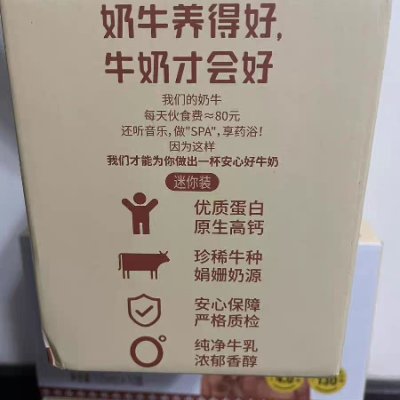 奶牛养得好,
牛奶才会好
我们的奶牛
每天伙食费≈80元
还听音乐,做"SPA",享药浴!
因为这样
我们才能为你做出一杯安心好牛奶
迷你装
优质蛋白
原生高钙
珍稀牛种
娟姗奶源
安心保障
严格质检
纯净牛乳
浓郁香醇